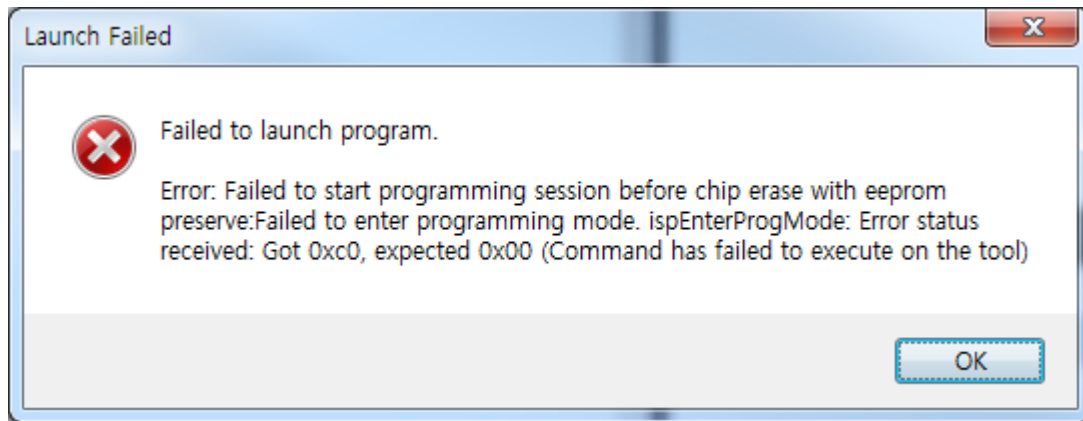 Launch Failed
Failed to launch program.
Error: Failed to start programming session before chip erase with eeprom
preserve:Failed to enter programming mode. ispEnterProgMode: Error status
received: Got 0xc0, expected 0x00 (Command has failed to execute on the tool)
OK